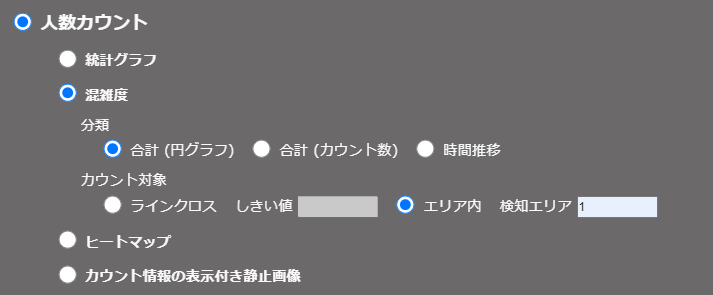 人数カウント
統計グラフ
混雑度
分類
合計 (円グラフ) 合計 (カウント数) 時間推移
カウント対象
ラインクロス しきい値 エリア内 検知エリア 1
ヒートマップ
カウント情報の表示付き静止画像